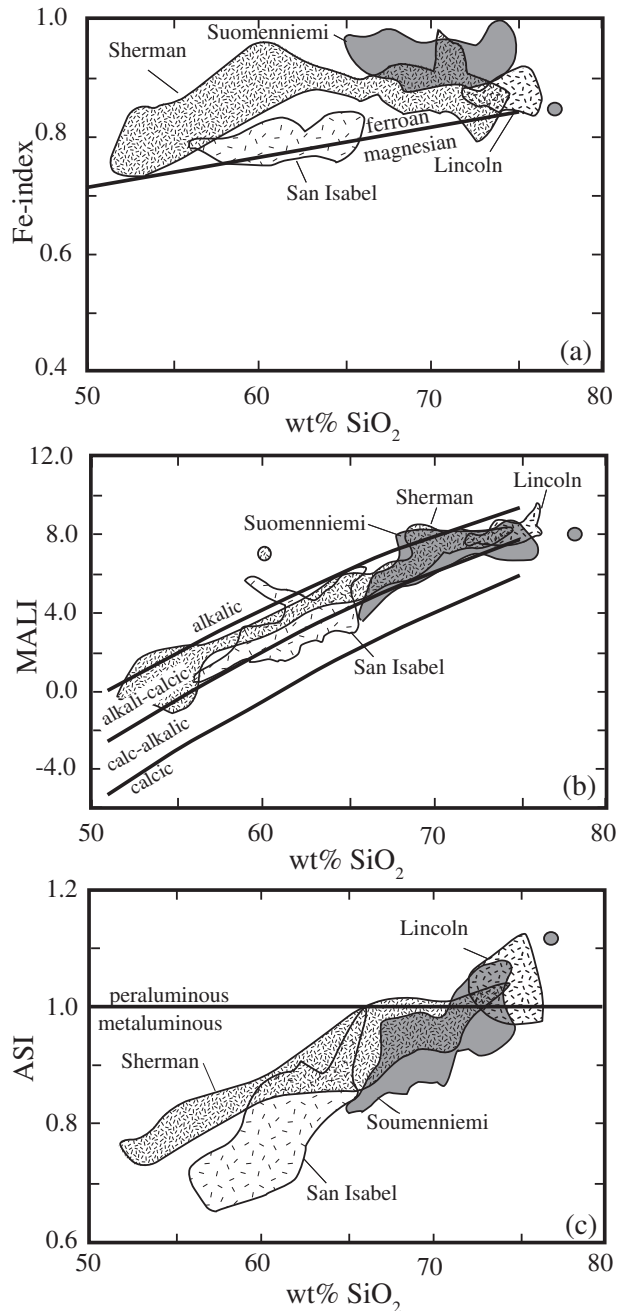 1.0
Suomenniemi
Sherman
0.8
ferroan
magnesian
Lincoln
San Isabel
Fe-index
0.6
(a)
0.4
50
60
70
80
wt% SiO2
12.0
Lincoln
Sherman
Suomenniemi
8.0
alkalic
4.0
MALI
San Isabel
alkali-calcic
0.0
calc-alkalic
-4.0
calcic
(b)
50
60
70
80
wt% SiO2
1.2
Lincoln
peraluminous
1.0
metaluminous
ASI
Sherman
Soumenniemi
0.8
San Isabel
(c)
0.6
50
60
70
80
wt% SiO2